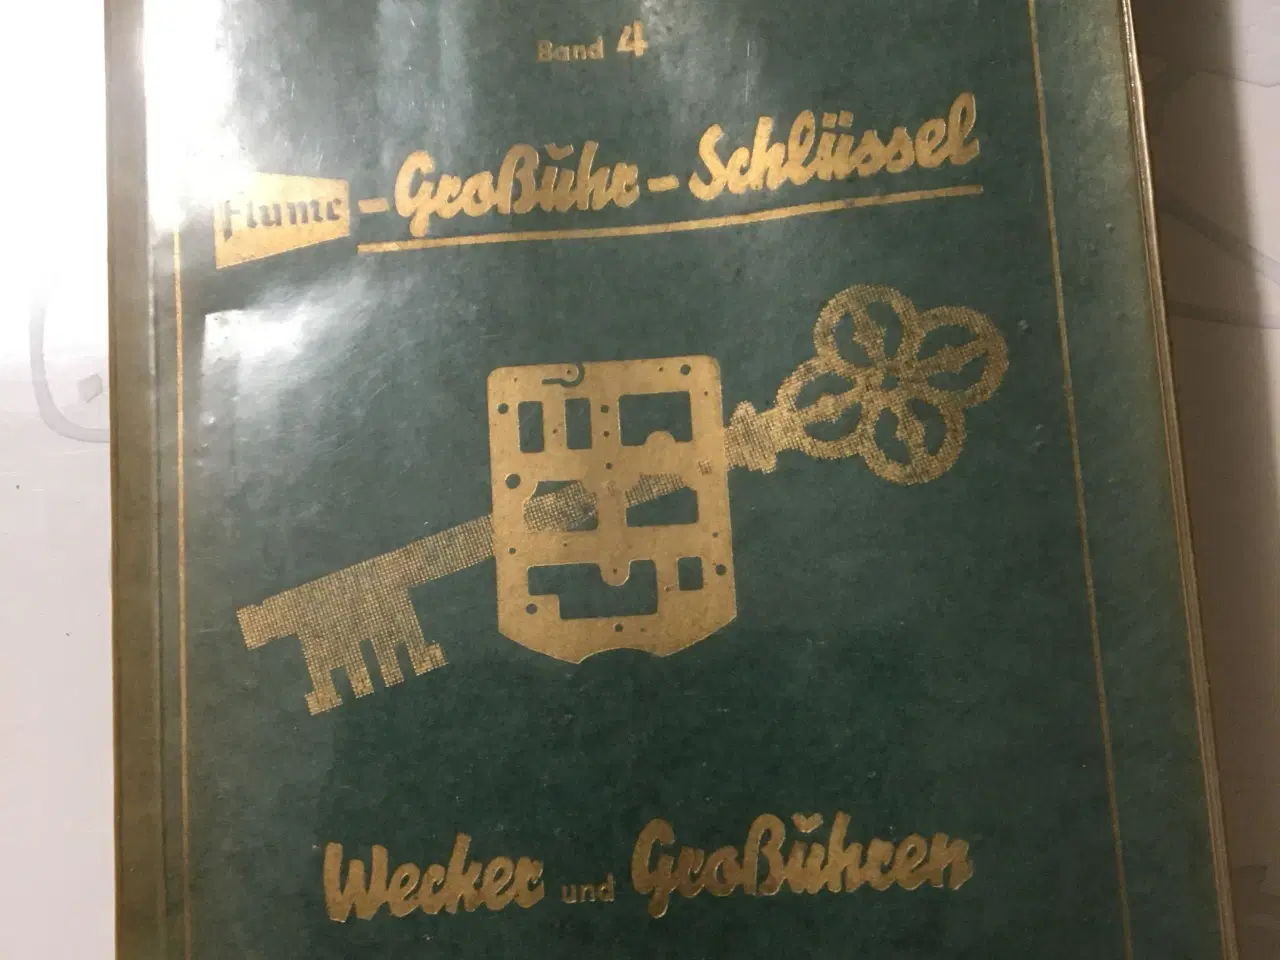 Band 4
Flume-Großuhr-Schlüssel
Wecker und Großuhren